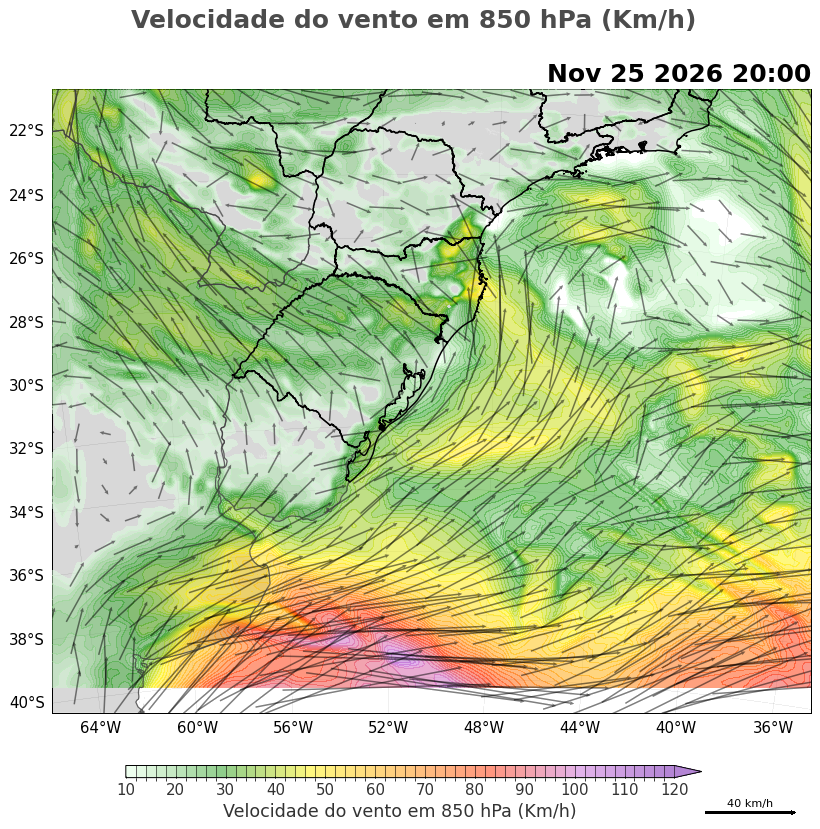 Velocidade do vento em 850 hPa (Km/h)
Nov 25 2026 20:00
22°S
24°S
26°S
28°S
30°S
32°S
34°S
36°S
38°S
40°S
64°W 60°W 56°W 52°W 48°W 44°W 40°W 36°W
10 20 30 40 50 60 70 80 90 100 110 120
Velocidade do vento em 850 hPa (Km/h)
40 km/h